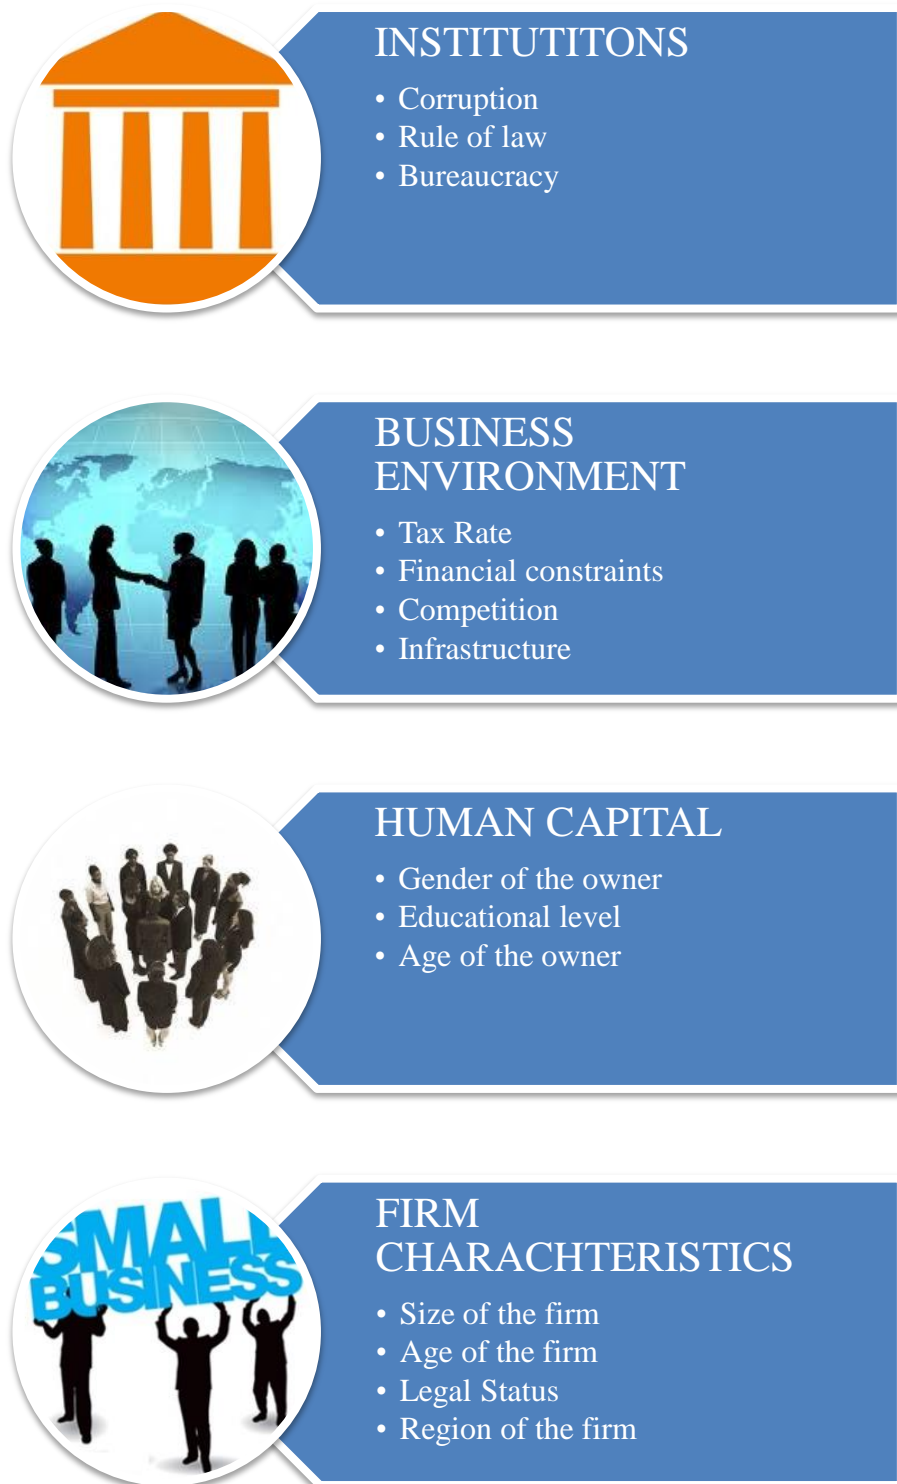 INSTITUTITONS
• Corruption
• Rule of law
• Bureaucracy
BUSINESS
ENVIRONMENT
• Tax Rate
• Financial constraints
• Competition
• Infrastructure
HUMAN CAPITAL
• Gender of the owner
• Educational level
• Age of the owner
SMALL
BUSINESS
FIRM
CHARACHTERISTICS
• Size of the firm
• Age of the firm
• Legal Status
• Region of the firm